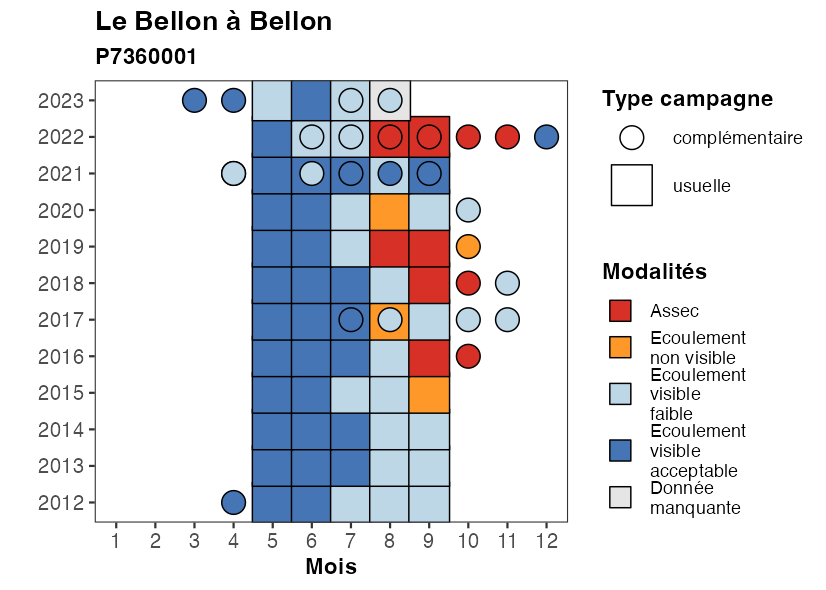 Le Bellon à Bellon
P7360001
2023
2022
2021
2020
2019
2018
2017
2016
2015
2014
2013
2012
1 2 3 4 5 6 7 8 9 10 11 12
Mois
Type campagne
complémentaire
usuelle
Modalités
Assec
Ecoulement
non visible
Ecoulement
visible
faible
Ecoulement
visible
acceptable
Donnée
manquante